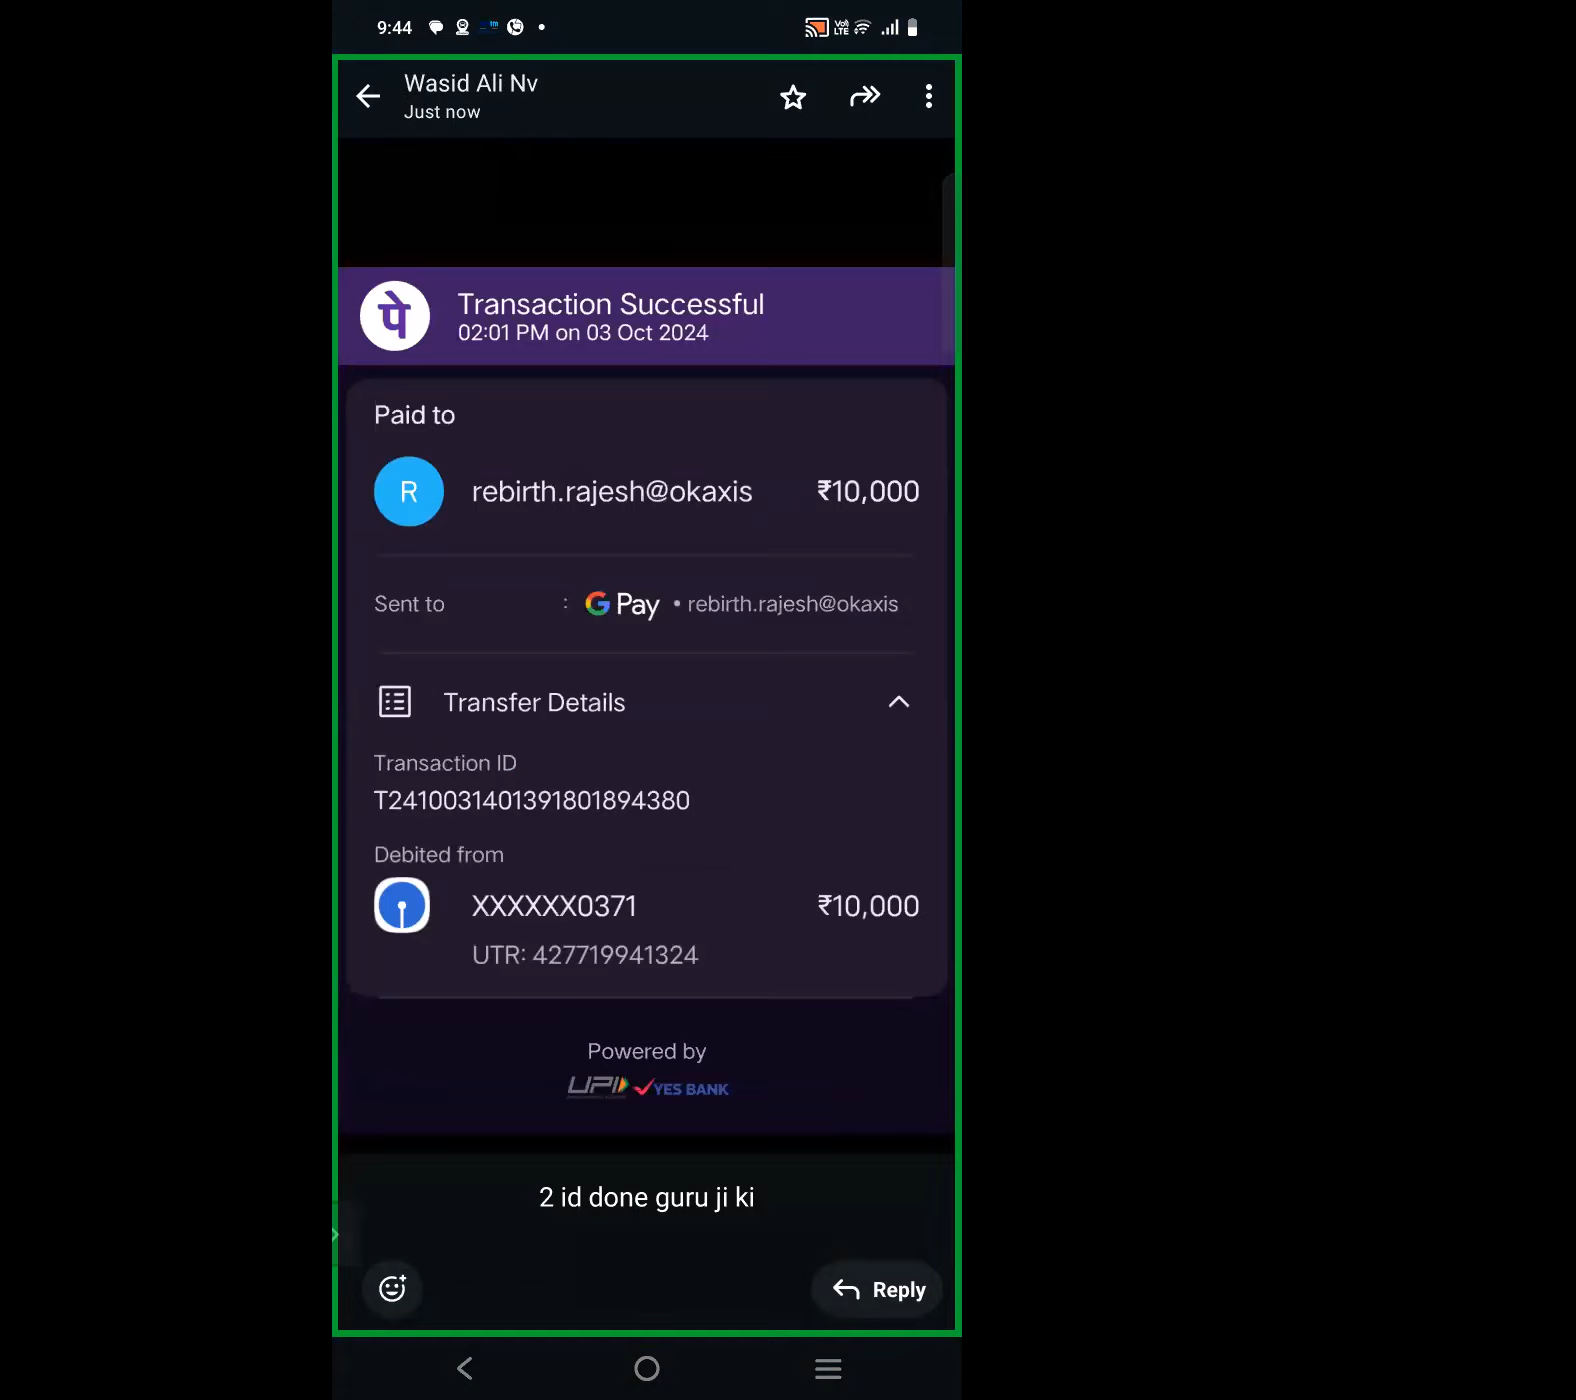 9:44
Wasid Ali Nv
Just now
पे
Transaction Successful
02:01 PM on 03 Oct 2024
Paid to
R
rebirth.rajesh@okaxis ₹10,000
Sent to : G Pay • rebirth.rajesh@okaxis
Transfer Details
Transaction ID
T2410031401391801894380
Debited from
XXXXXX0371 ₹10,000
UTR: 427719941324
Powered by
UPI YES BANK
2 id done guru ji ki
Reply